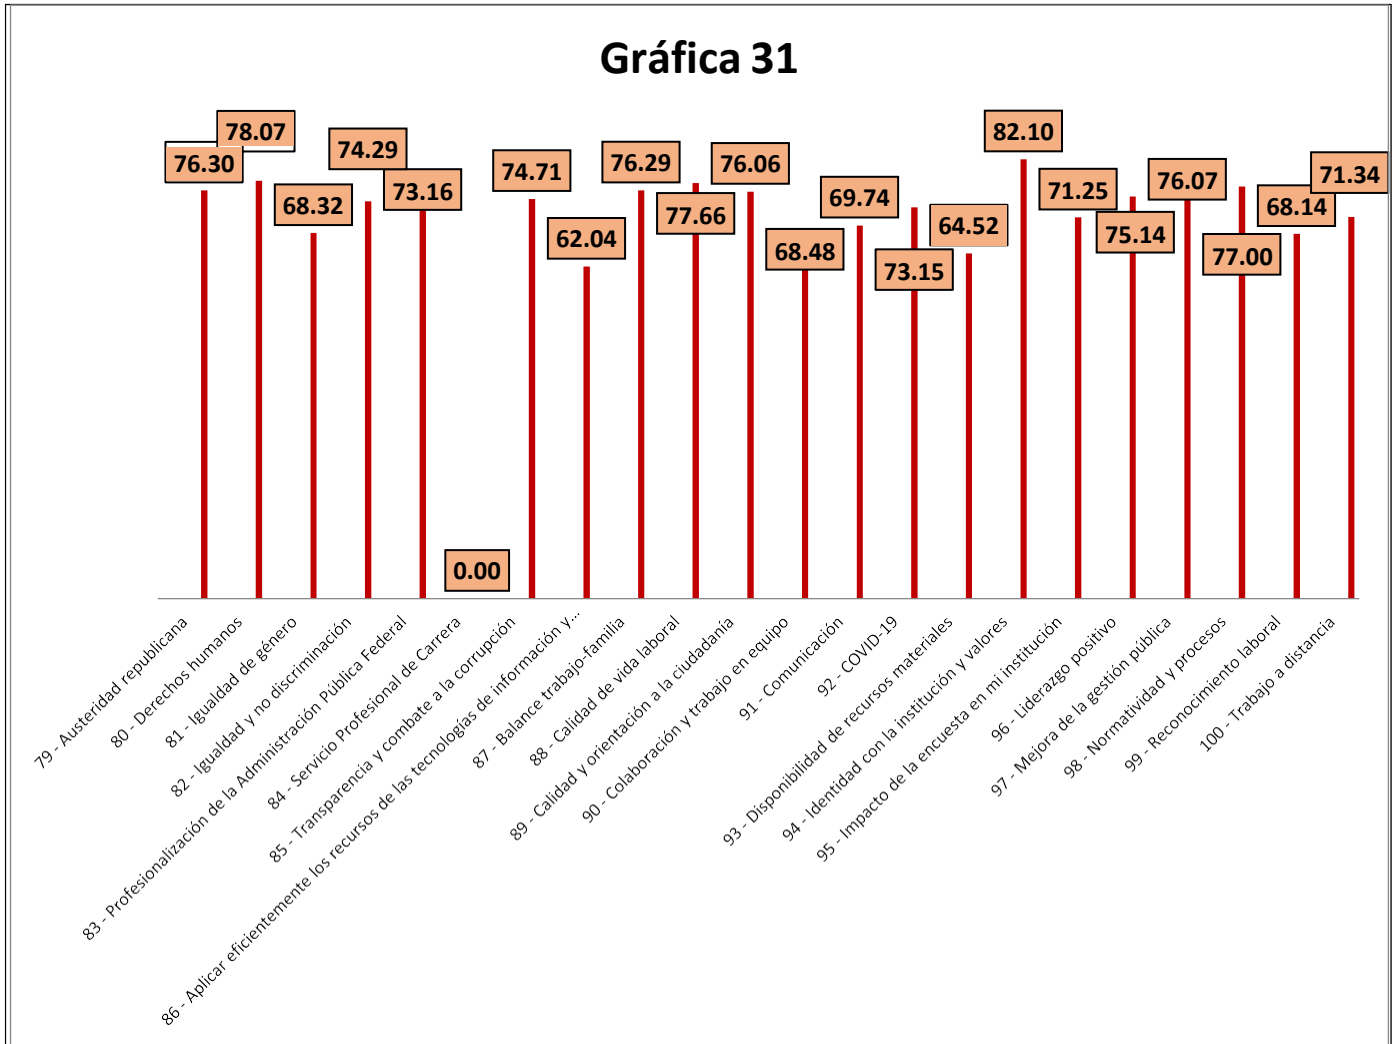 Gráfica 31
76.30
78.07
68.32
74.29
73.16
0.00
74.71
62.04
76.29
77.66
76.06
68.48
69.74
73.15
64.52
82.10
71.25
75.14
76.07
77.00
68.14
71.34
79 - Austeridad republicana
80 - Derechos humanos
81 - Igualdad de género
82 - Igualdad y no discriminación
83 - Profesionalización de la Administración Pública Federal
84 - Servicio Profesional de Carrera
85 - Transparencia y combate a la corrupción
86 - Aplicar eficientemente los recursos de las tecnologías de información y...
87 - Balance trabajo-familia
88 - Calidad de vida laboral
89 - Calidad y orientación a la ciudadanía
90 - Colaboración y trabajo en equipo
91 - Comunicación
92 - COVID-19
93 - Disponibilidad de recursos materiales
94 - Identidad con la institución y valores
95 - Impacto de la encuesta en mi institución
96 - Liderazgo positivo
97 - Mejora de la gestión pública
98 - Normatividad y procesos
99 - Reconocimiento laboral
100 - Trabajo a distancia